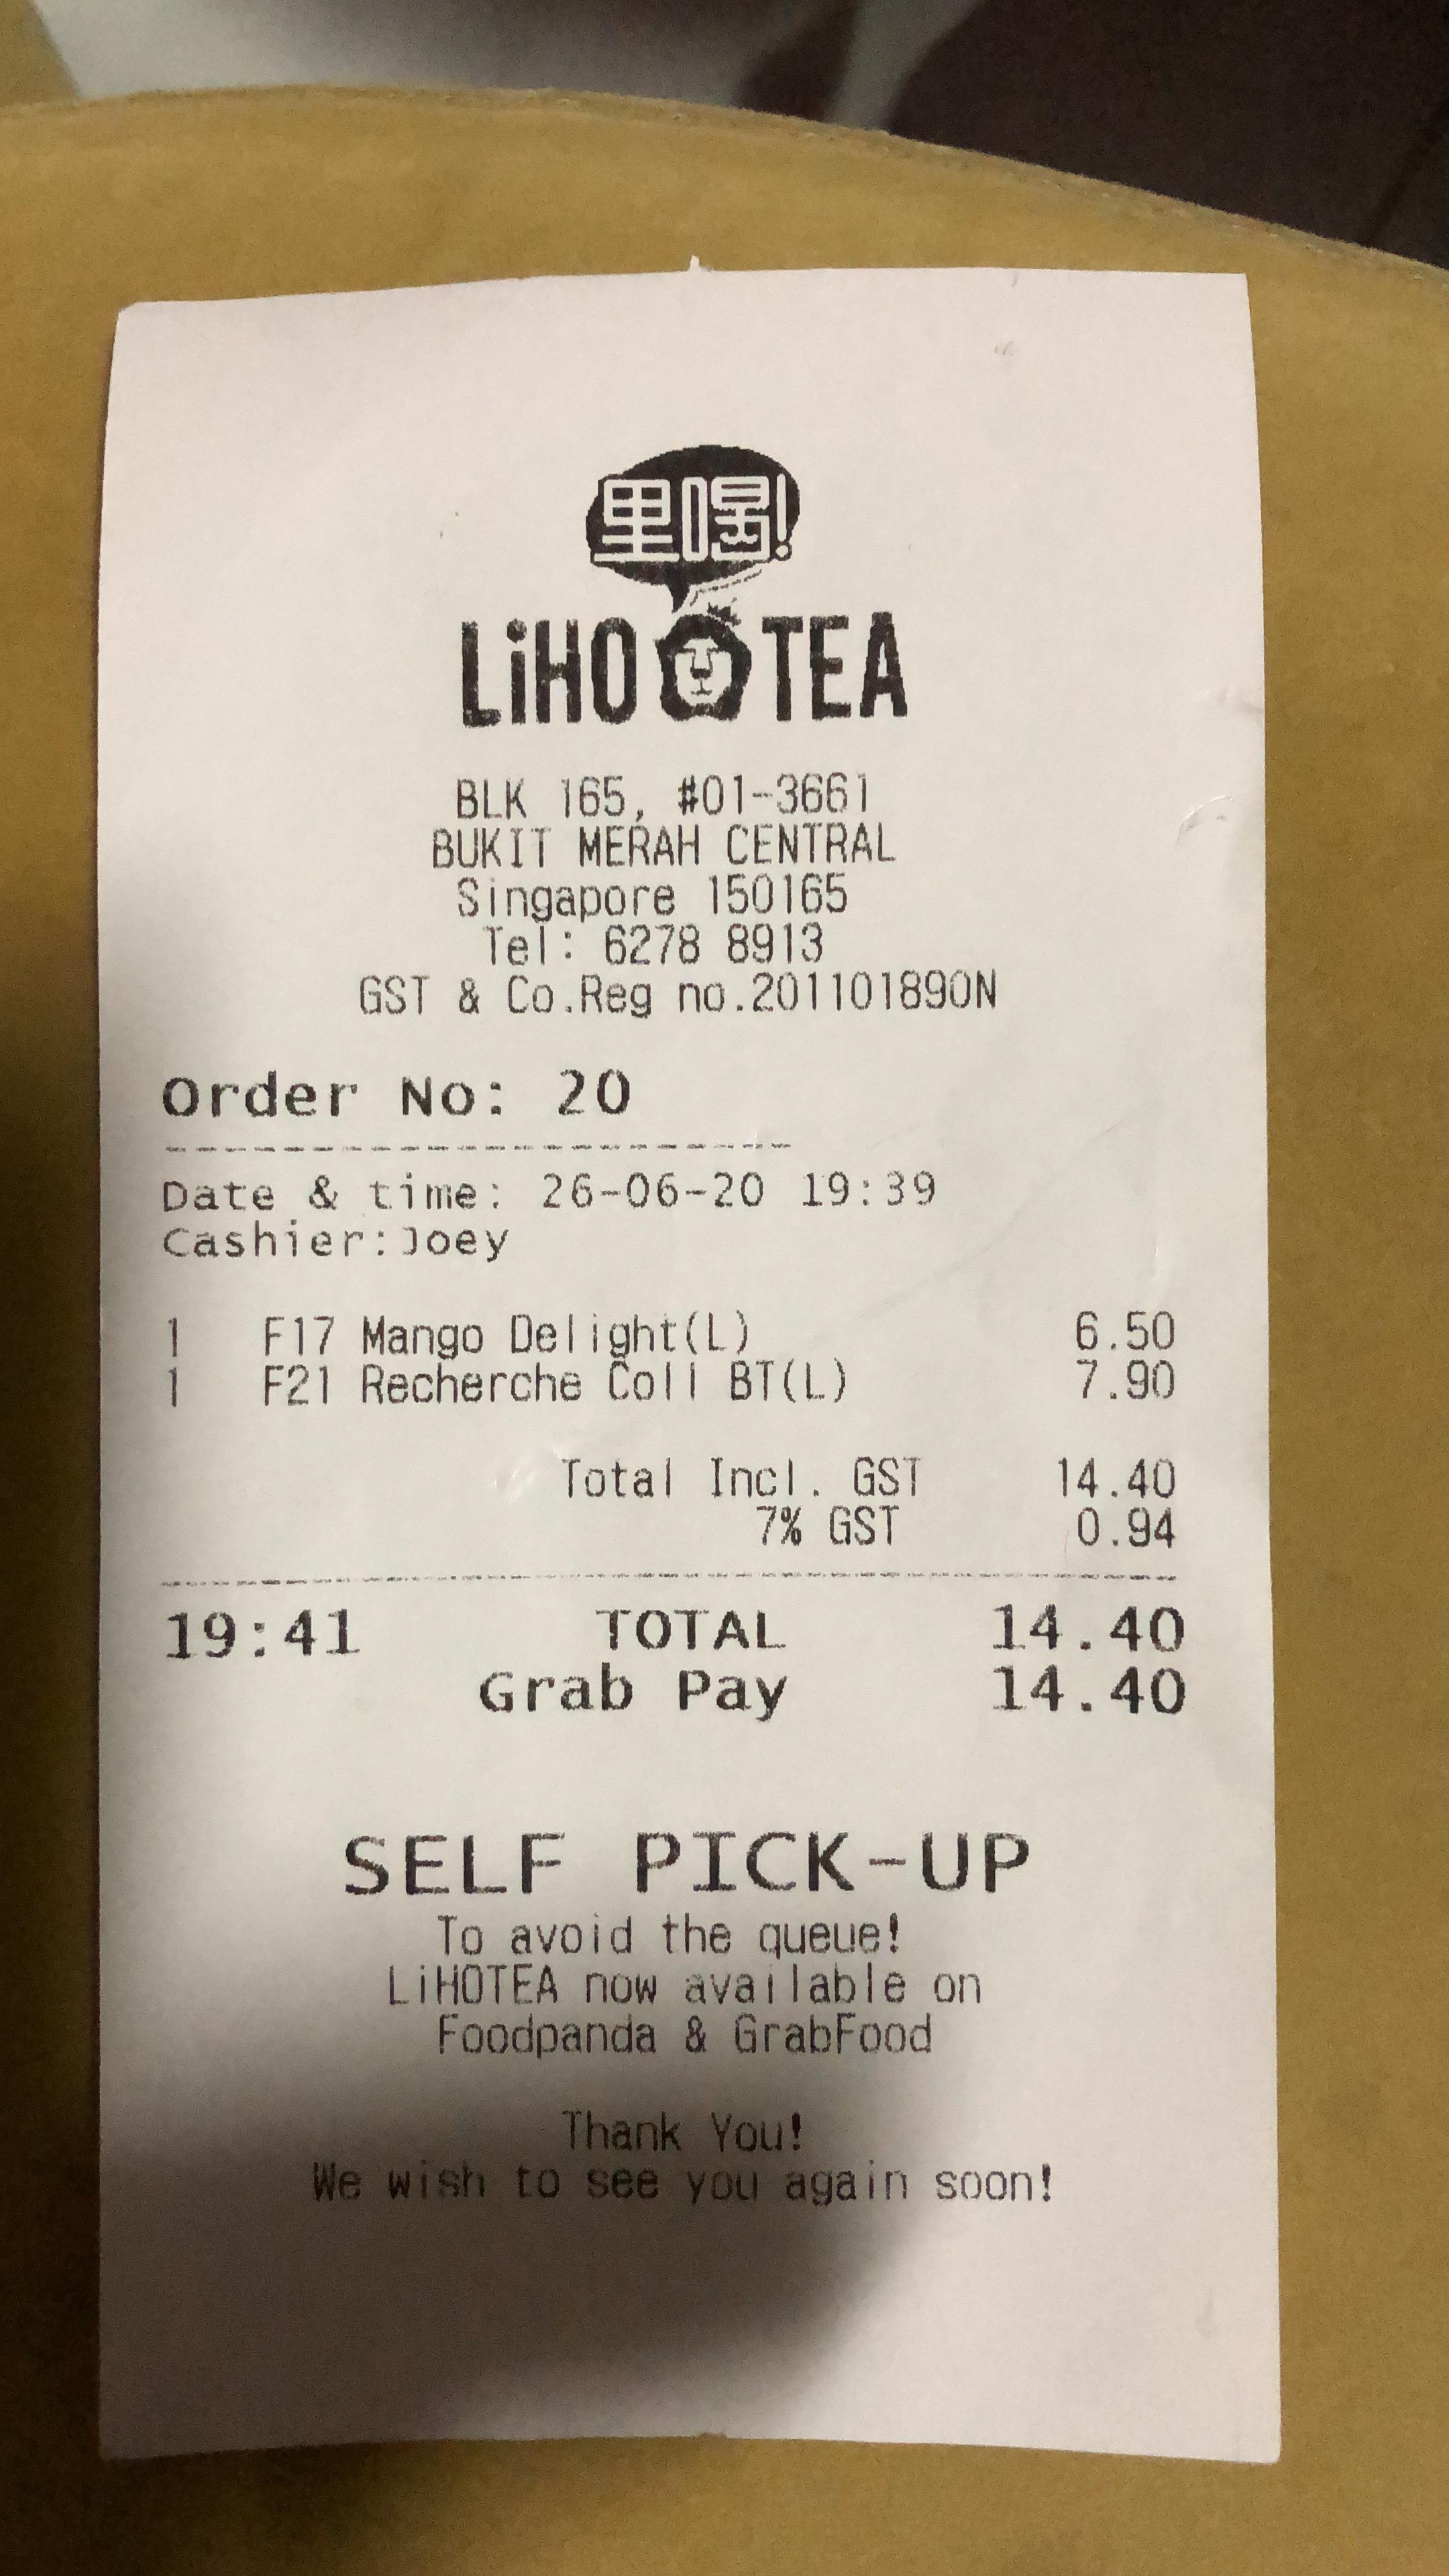 里喝!
LiHO TEA
BLK 165, #01-3661
BUKIT MERAH CENTRAL
Singapore 150165
Tel: 6278 8913
GST & Co.Reg no.201101890N
Order No: 20
--------------------------
Date & time: 26-06-20 19:39
Cashier:Joey
1 F17 Mango Delight(L) 6.50
1 F21 Recherche Coll BT(L) 7.90
Total Incl. GST 14.40
7% GST 0.94
------------------------------------------
19:41 TOTAL 14.40
Grab Pay 14.40
SELF PICK-UP
To avoid the queue!
LiHOTEA now available on
Foodpanda & GrabFood
Thank You!
We wish to see you again soon!